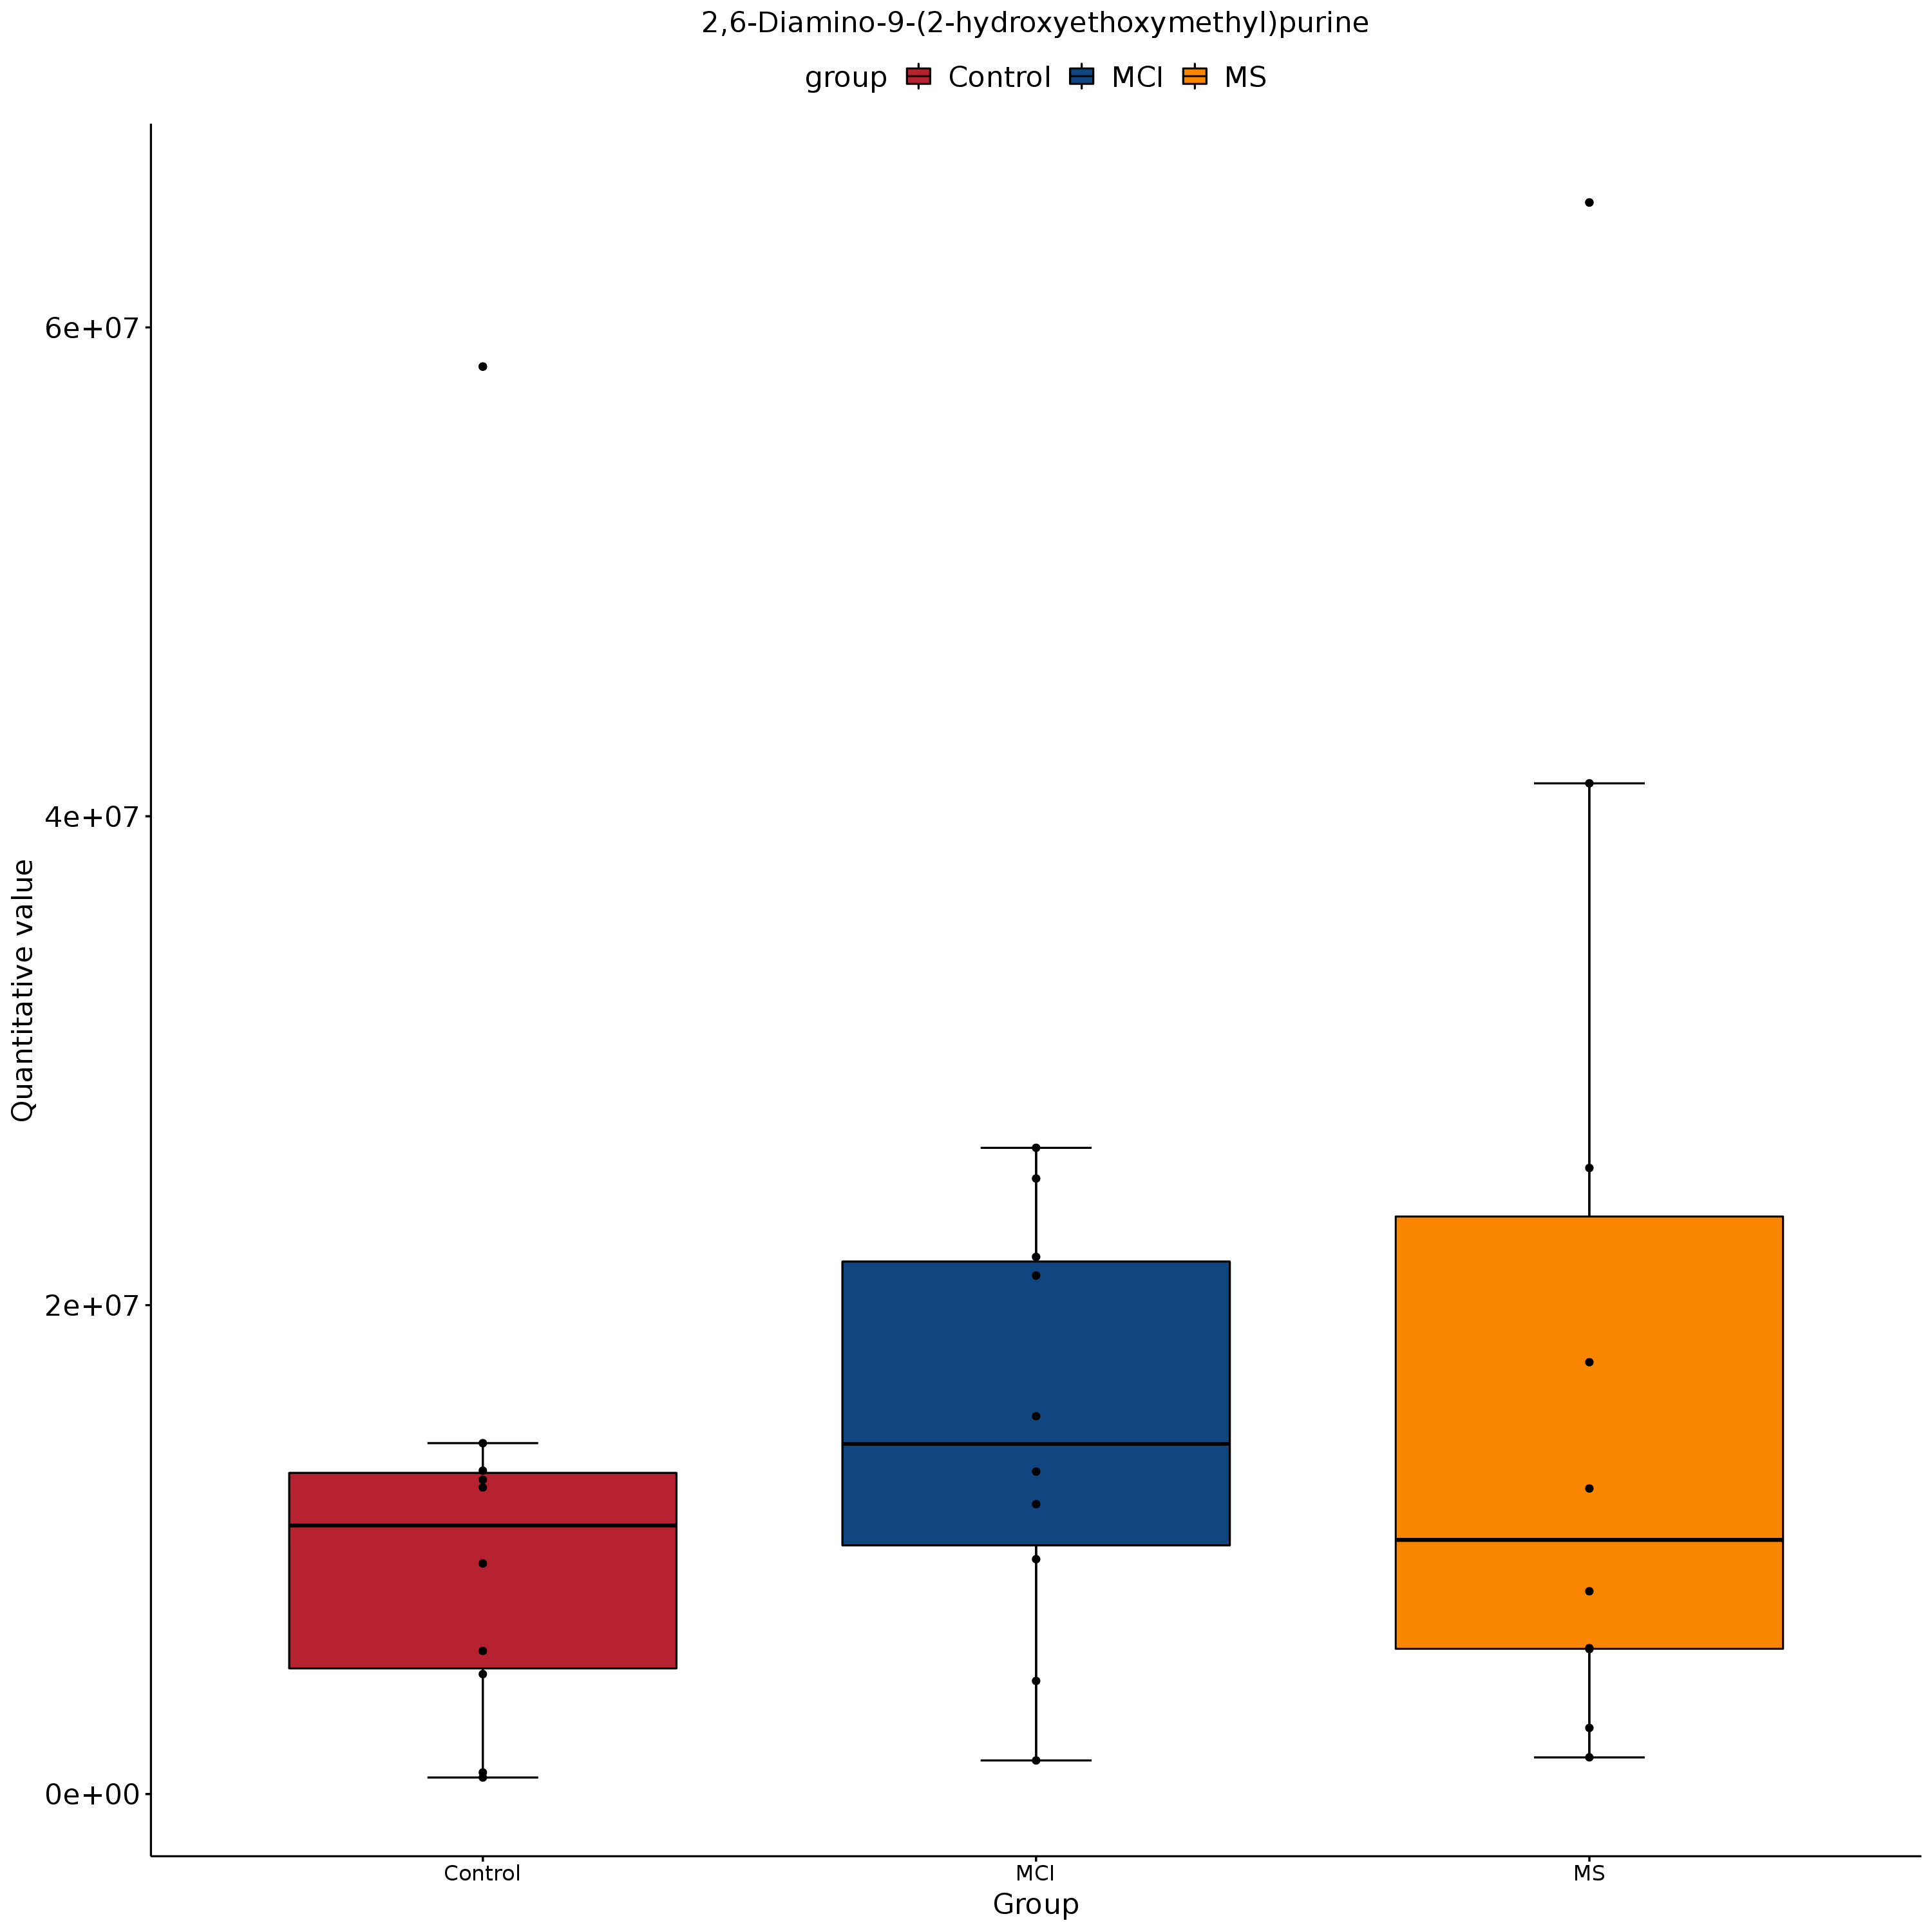 2,6-Diamino-9-(2-hydroxyethoxymethyl)purine
group Control MCI MS
6e+07
4e+07
2e+07
0e+00
Quantitative value
Control MCI MS
Group